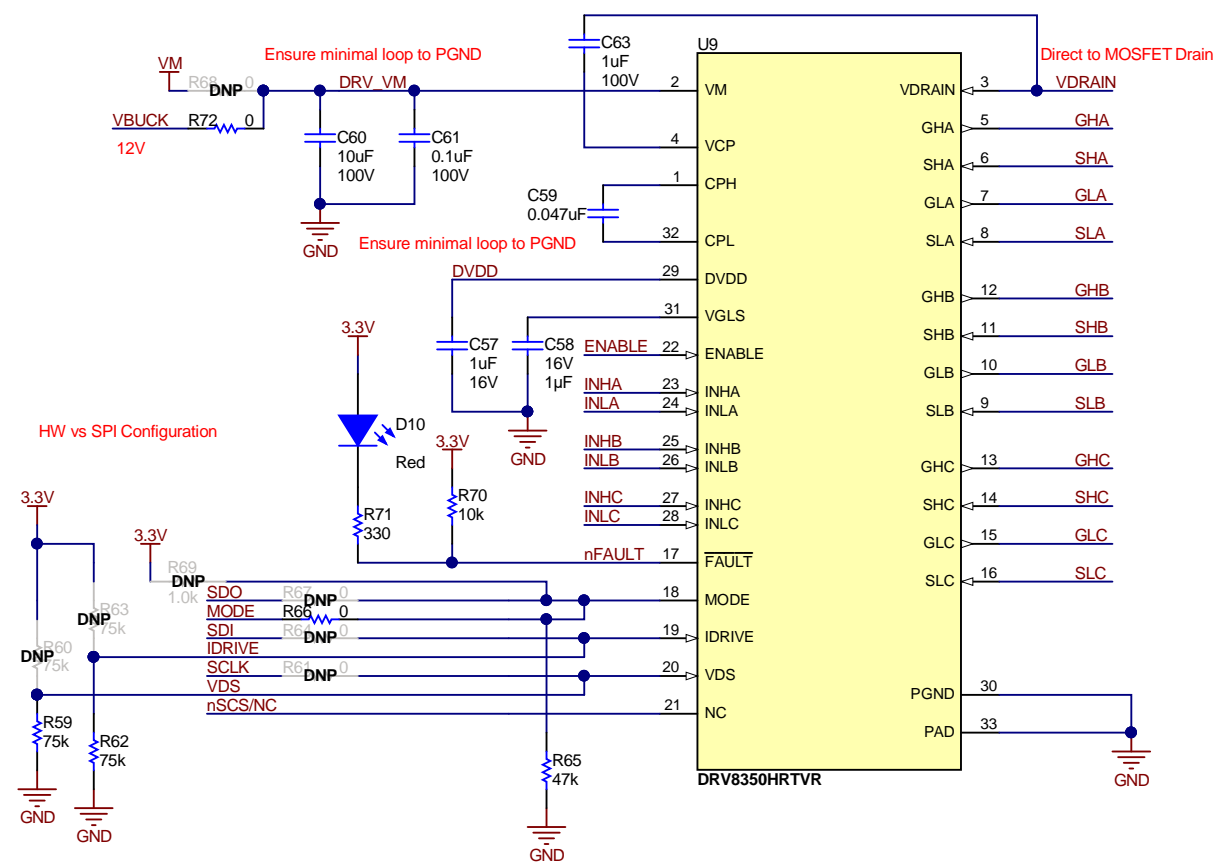 C63
1uF
100V
U9
Ensure minimal loop to PGND
Direct to MOSFET Drain
VM
R68
DNP
0
DRV_VM
2
VM
VDRAIN
3
VDRAIN
VBUCK
R72
0
12V
C60
10uF
100V
C61
0.1uF
100V
GND
4
VCP
1
CPH
C59
0.047uF
32
CPL
Ensure minimal loop to PGND
DVDD
29
DVDD
31
VGLS
C57
1uF
16V
C58
16V
1µF
GND
ENABLE
22
ENABLE
INHA
23
INHA
INLA
24
INLA
INHB
25
INHB
INLB
26
INLB
INHC
27
INHC
INLC
28
INLC
GHA
5
GHA
SHA
6
SHA
GLA
7
GLA
SLA
8
SLA
GHB
12
GHB
SHB
11
SHB
GLB
10
GLB
SLB
9
SLB
GHC
13
GHC
SHC
14
SHC
GLC
15
GLC
SLC
16
SLC
3.3V
D10
Red
R71
330
3.3V
R70
10k
nFAULT
17
FAULT
HW vs SPI Configuration
3.3V
3.3V
R69
DNP
1.0k
SDO
R67
DNP
0
18
MODE
MODE
R66
0
SDI
R64
DNP
0
19
IDRIVE
IDRIVE
SCLK
R61
DNP
0
20
VDS
VDS
nSCS/NC
21
NC
R63
DNP
75k
R60
DNP
75k
R59
75k
R62
75k
GND
GND
R65
47k
GND
PGND
30
PAD
33
GND
DRV8350HRTVR